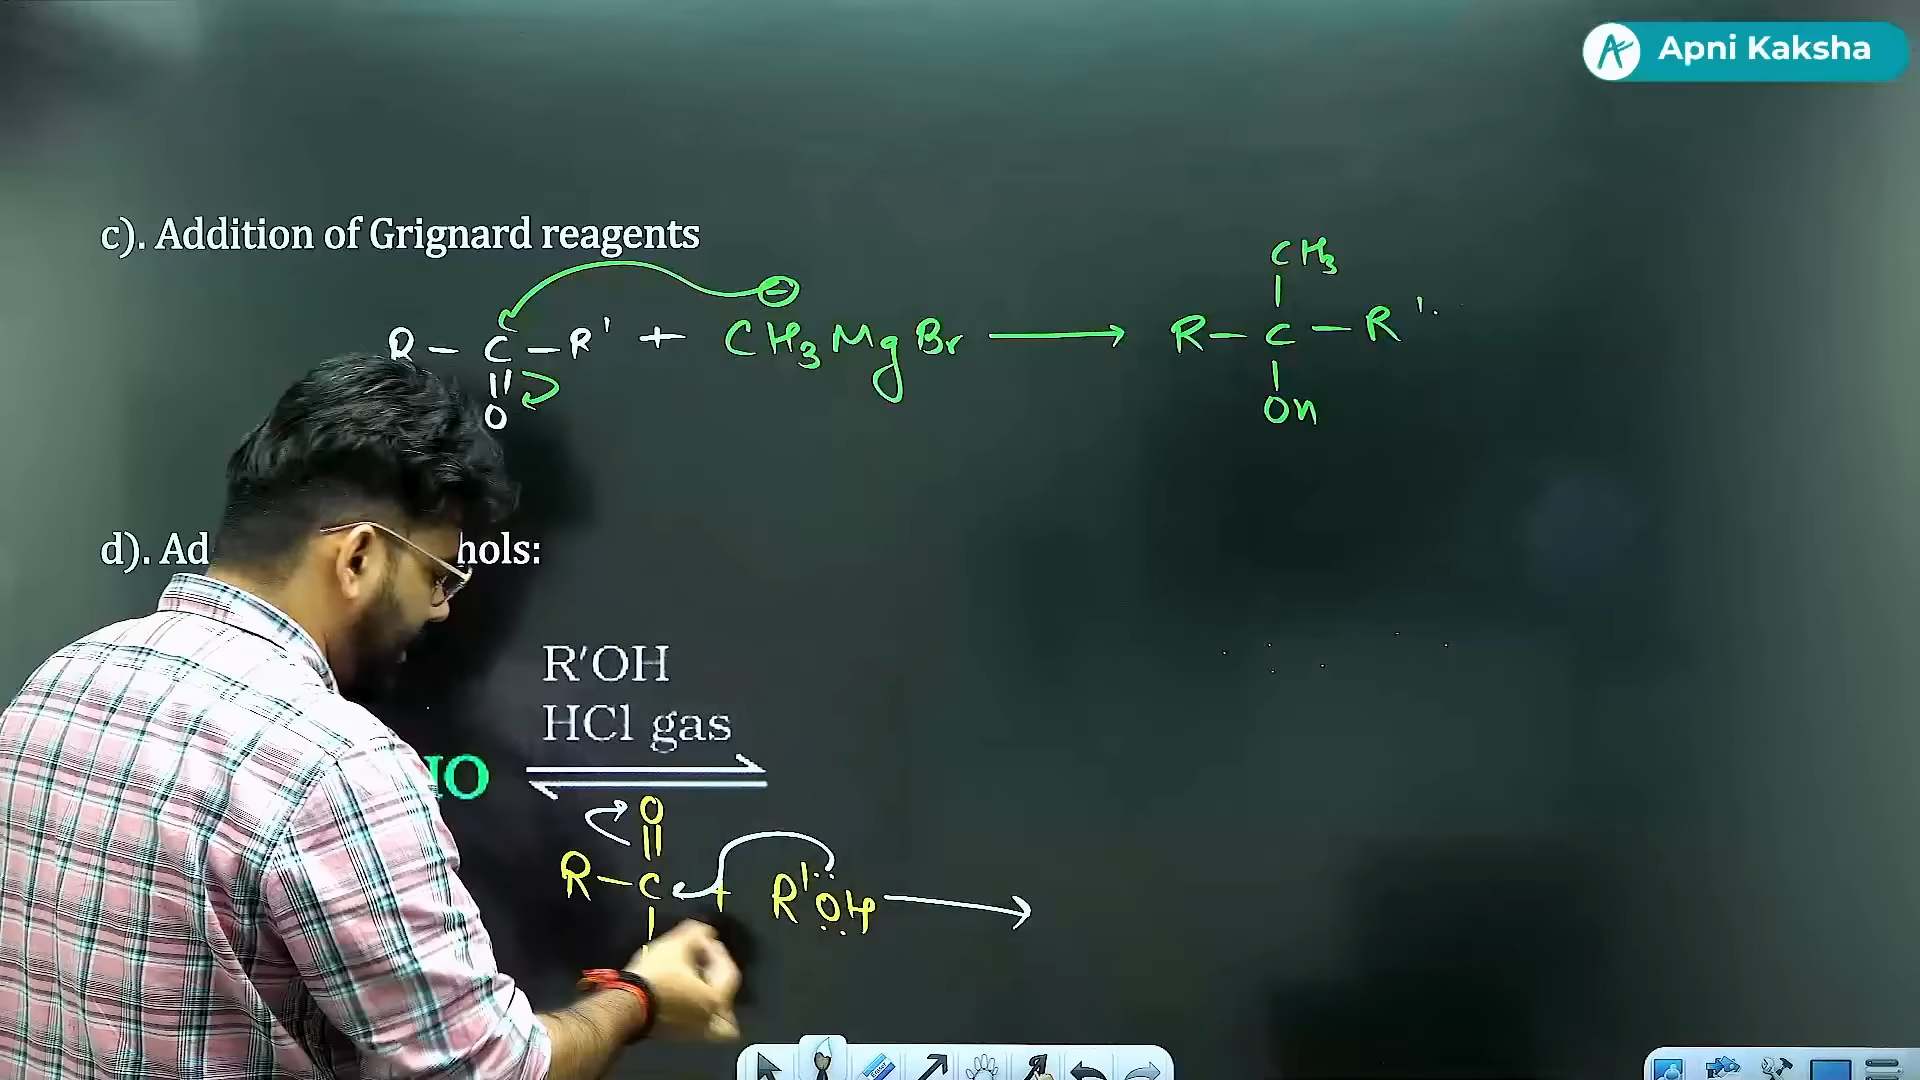 Apni Kaksha
c). Addition of Grignard reagents
CH3
R - C - R' + CH3MgBr → R - C - R'
O
OH
d). Ad hols:
R'OH
HCl gas
O
O
R - C + R'OH →